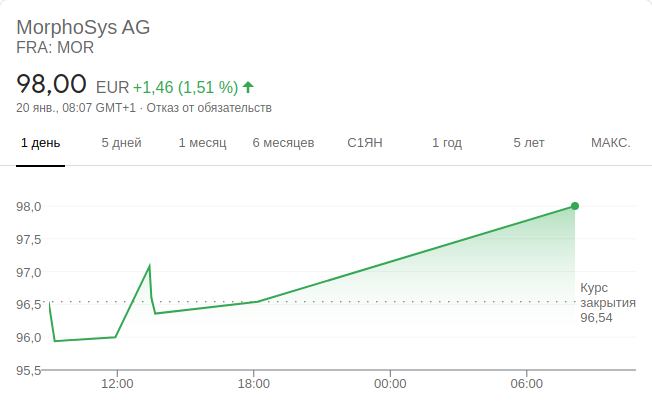 MorphoSys AG
FRA: MOR
98,00 EUR +1,46 (1,51 %)
20 янв., 08:07 GMT+1 · Отказ от обязательств
1 день 5 дней 1 месяц 6 месяцев С1ЯН 1 год 5 лет МАКС.
98,0
97,5
97,0
96,5
96,0
95,5
Курс
закрытия
96,54
12:00 18:00 00:00 06:00